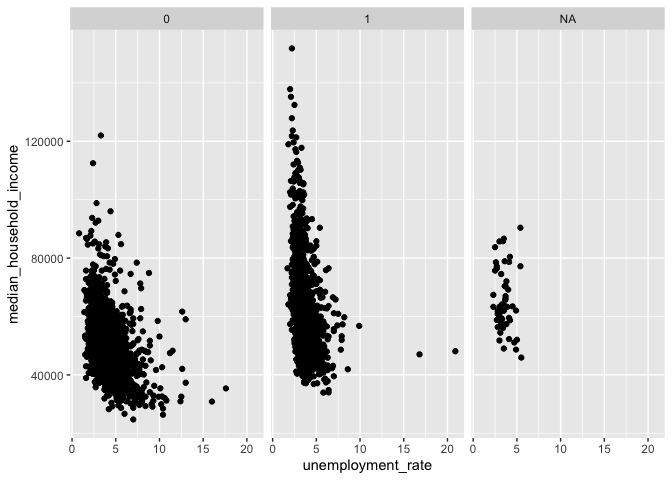 0 1 NA
120000
80000
40000
median_household_income
0 5 10 15 20 0 5 10 15 20 0 5 10 15 20
unemployment_rate